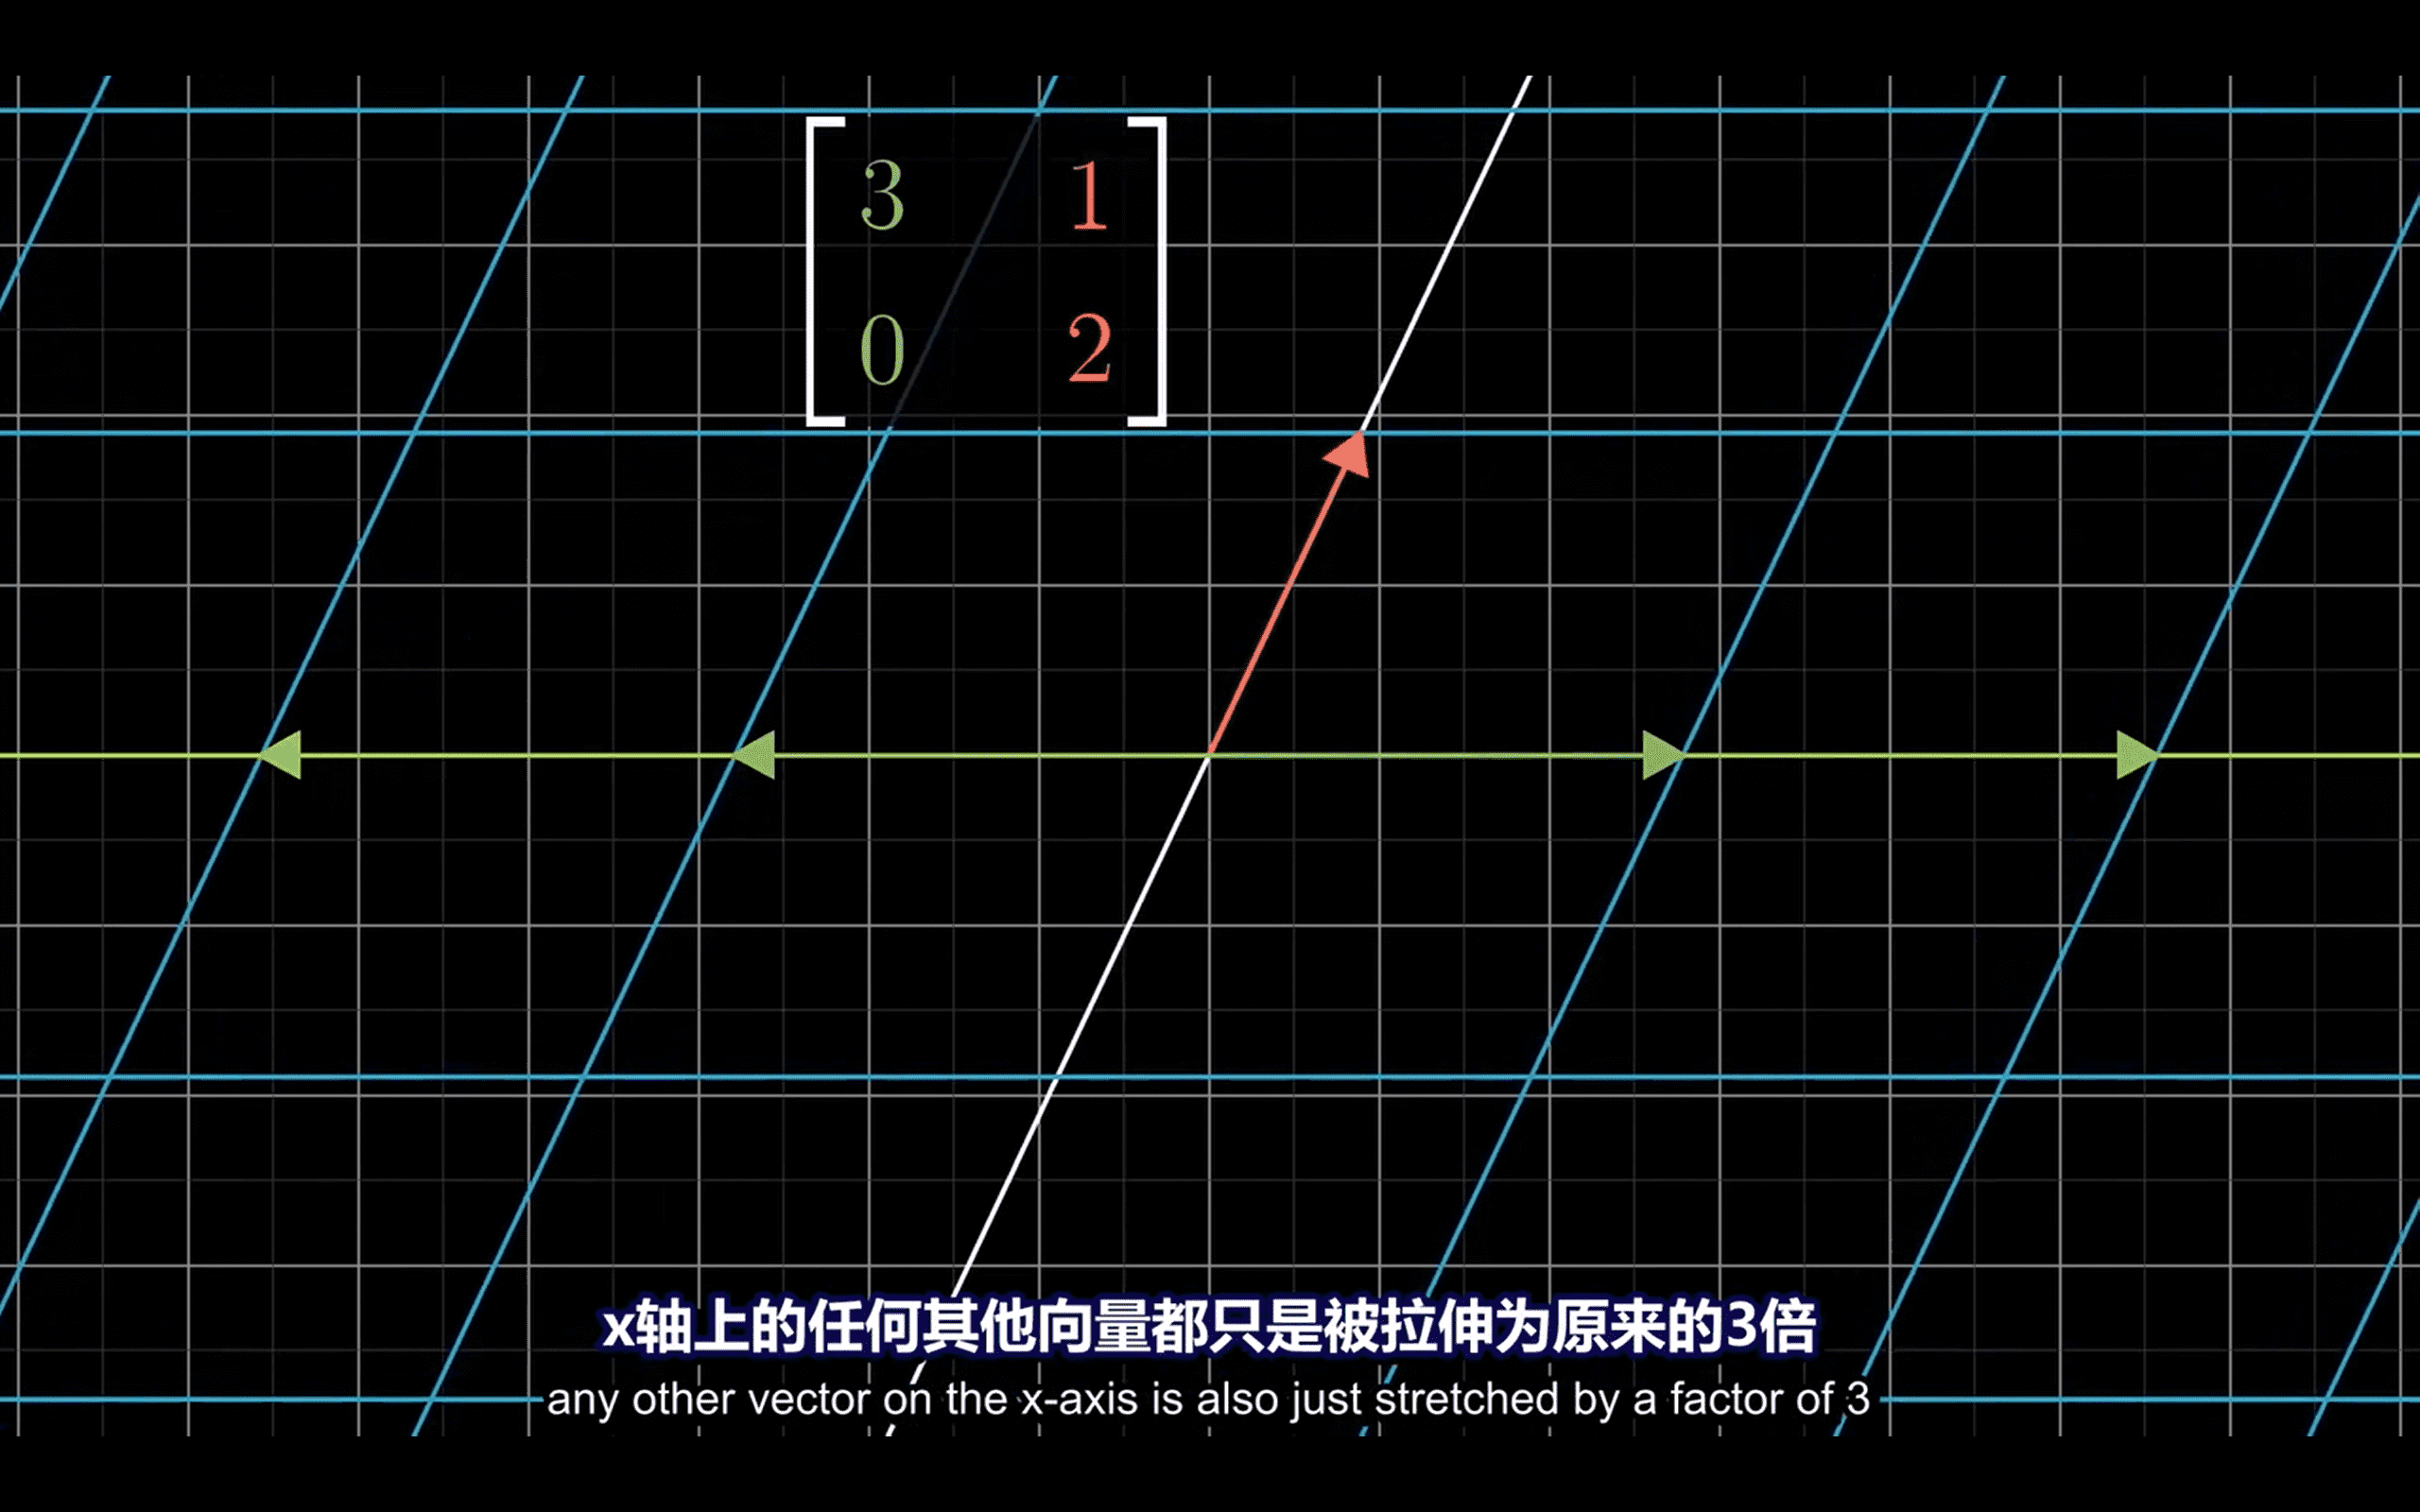 3 1
0 2
x轴上的任何其他向量都只是被拉伸为原来的3倍
any other vector on the x-axis is also just stretched by a factor of 3